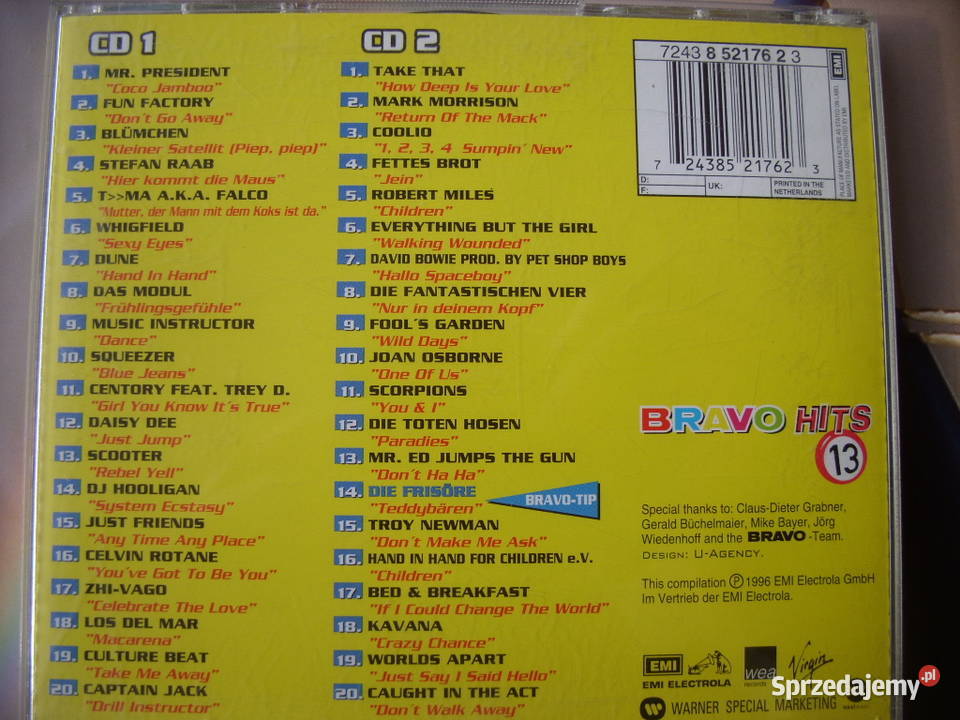 CD 1
1. MR. PRESIDENT
"Coco Jamboo"
2. FUN FACTORY
"Don´t Go Away"
3. BLÜMCHEN
"Kleiner Satellit (Piep, piep)"
4. STEFAN RAAB
"Hier kommt die Maus"
5. T>>MA A.K.A. FALCO
"Mutter, der Mann mit dem Koks ist da."
6. WHIGFIELD
"Sexy Eyes"
7. DUNE
"Hand In Hand"
8. DAS MODUL
"Frühlingsgefühle"
9. MUSIC INSTRUCTOR
"Dance"
10. SQUEEZER
"Blue Jeans"
11. CENTORY FEAT. TREY D.
"Girl You Know It´s True"
12. DAISY DEE
"Just Jump"
13. SCOOTER
"Rebel Yell"
14. DJ HOOLIGAN
"System Ecstasy"
15. JUST FRIENDS
"Any Time Any Place"
16. CELVIN ROTANE
"You´ve Got To Be You"
17. ZHI-VAGO
"Celebrate The Love"
18. LOS DEL MAR
"Macarena"
19. CULTURE BEAT
"Take Me Away"
20. CAPTAIN JACK
"Drill Instructor"
CD 2
1. TAKE THAT
"How Deep Is Your Love"
2. MARK MORRISON
"Return Of The Mack"
3. COOLIO
"1, 2, 3, 4 Sumpin´ New"
4. FETTES BROT
"Jein"
5. ROBERT MILES
"Children"
6. EVERYTHING BUT THE GIRL
"Walking Wounded"
7. DAVID BOWIE PROD. BY PET SHOP BOYS
"Hallo Spaceboy"
8. DIE FANTASTISCHEN VIER
"Nur in deinem Kopf"
9. FOOL´S GARDEN
"Wild Days"
10. JOAN OSBORNE
"One Of Us"
11. SCORPIONS
"You & I"
12. DIE TOTEN HOSEN
"Paradies"
13. MR. ED JUMPS THE GUN
"Don´t Ha Ha"
14. DIE FRISÖRE
"Teddybären"
BRAVO-TIP
15. TROY NEWMAN
"Don´t Make Me Ask"
16. HAND IN HAND FOR CHILDREN e.V.
"Children"
17. BED & BREAKFAST
"If I Could Change The World"
18. KAVANA
"Crazy Chance"
19. WORLDS APART
"Just Say I Said Hello"
20. CAUGHT IN THE ACT
"Don´t Walk Away"
7243 8 52176 2 3
7 24385 21762 3
D:
F:
UK:
PRINTED IN THE
NETHERLANDS
EMI
PLACE OF MANUFACTURE AS STATED ON LABEL
MARKETED AND DISTRIBUTED BY EMI
BRAVO HITS
13
Special thanks to: Claus-Dieter Grabner,
Gerald Büchelmaier, Mike Bayer, Jörg
Wiedenhoff and the BRAVO -Team.
DESIGN: U-AGENCY.
This compilation Ⓟ 1996 EMI Electrola GmbH
Im Vertrieb der EMI Electrola.
EMI
EMI ELECTROLA
wea
records
Virgin
WARNER SPECIAL MARKETING
Sprzedajemy.pl